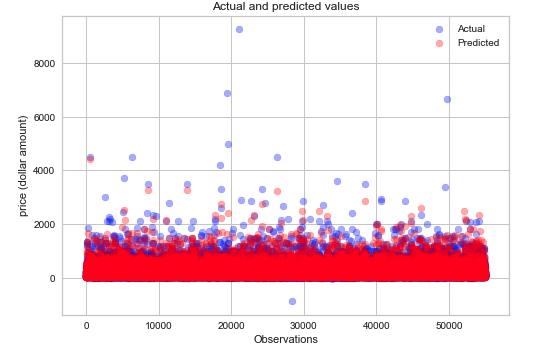 Actual and predicted values
Actual
Predicted
price (dollar amount)
8000
6000
4000
2000
0
0
10000
20000
30000
40000
50000
Observations